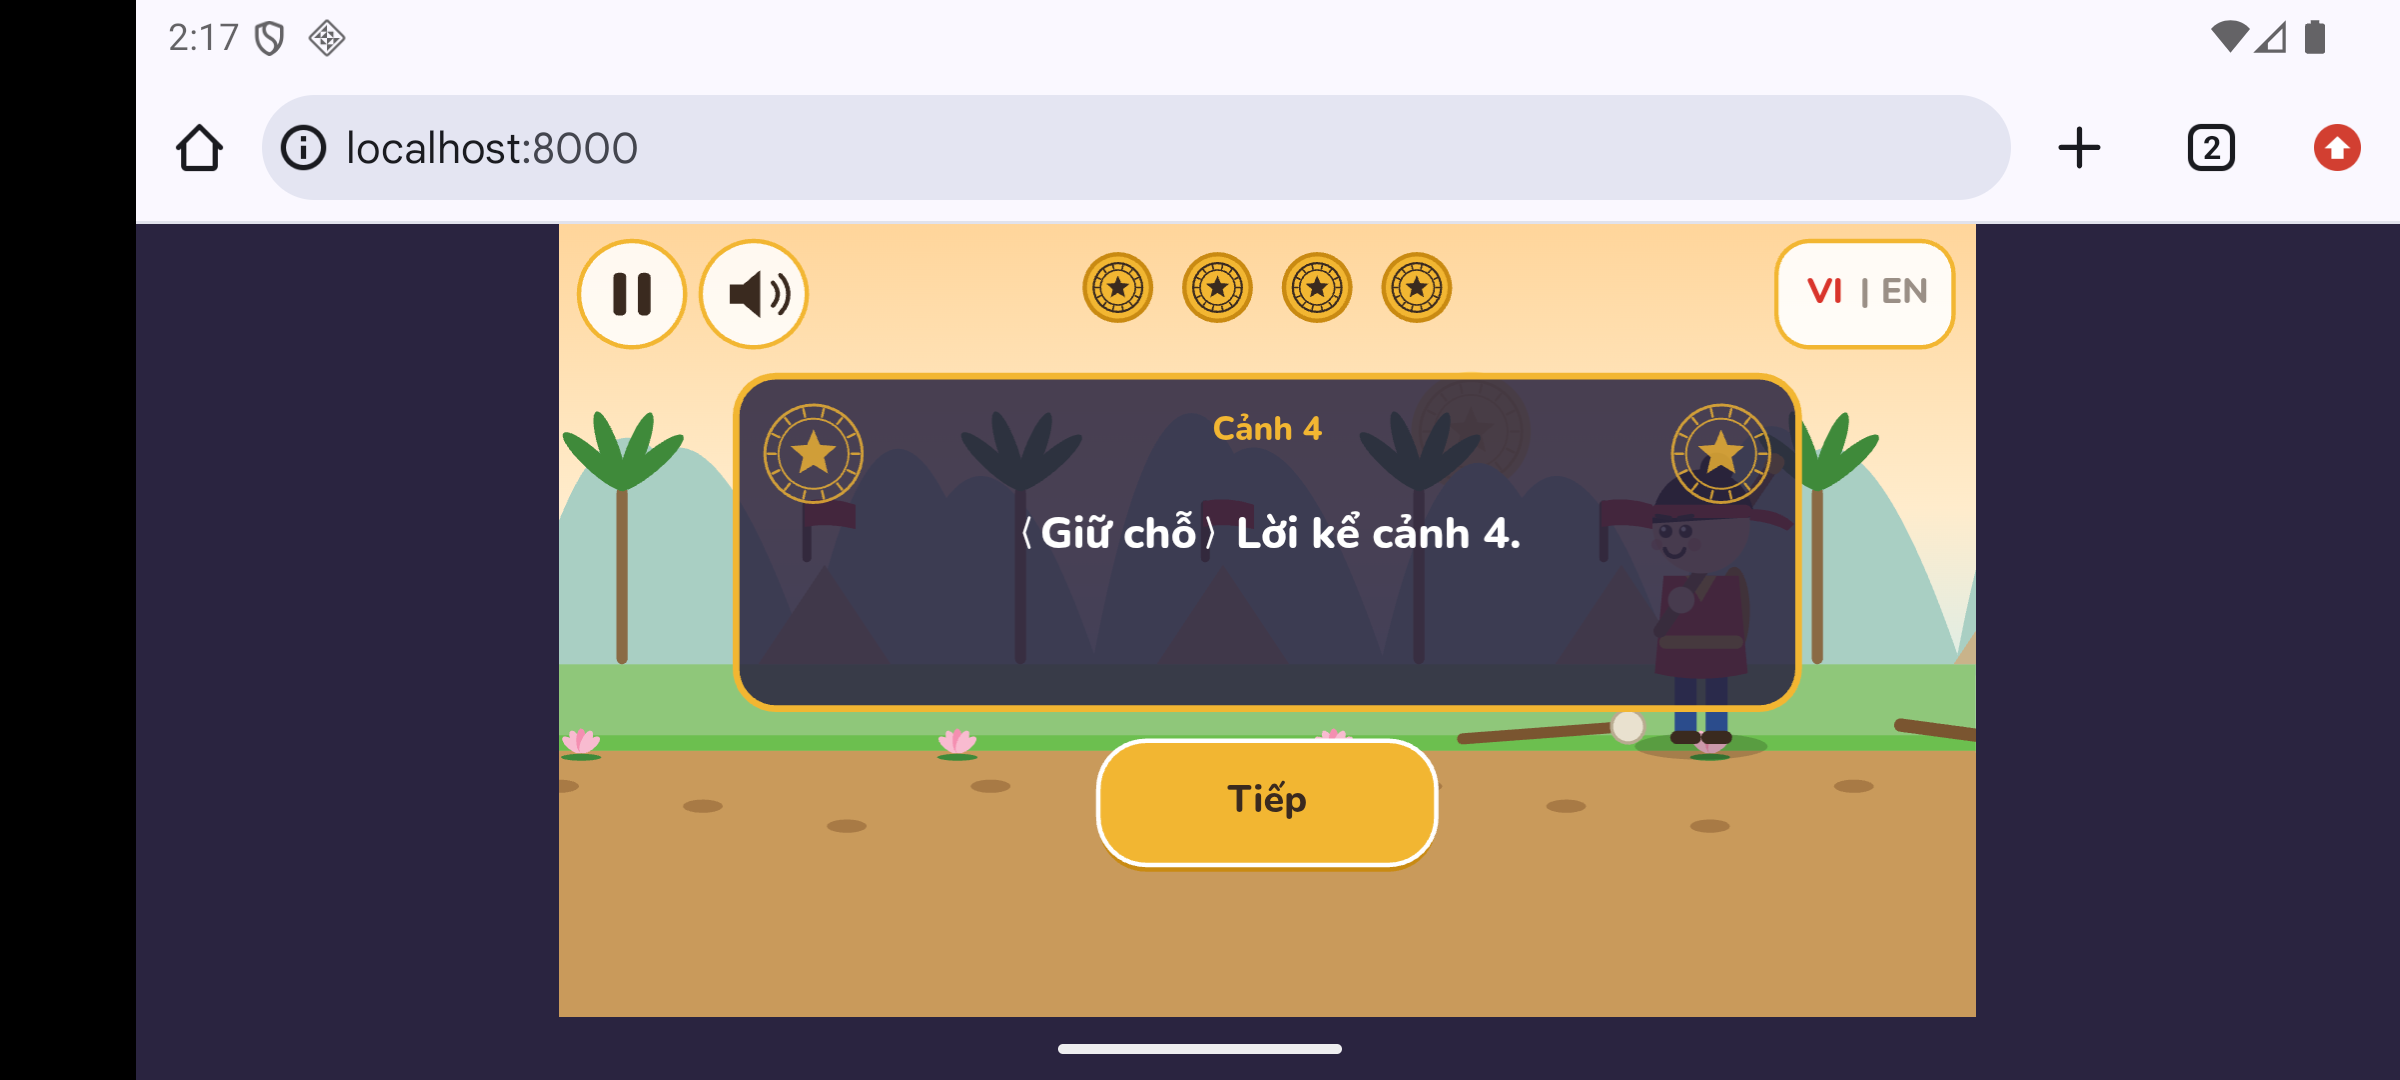 2:17
localhost:8000
2
VI | EN
Cảnh 4
⟨Giữ chỗ⟩ Lời kể cảnh 4.
Tiếp